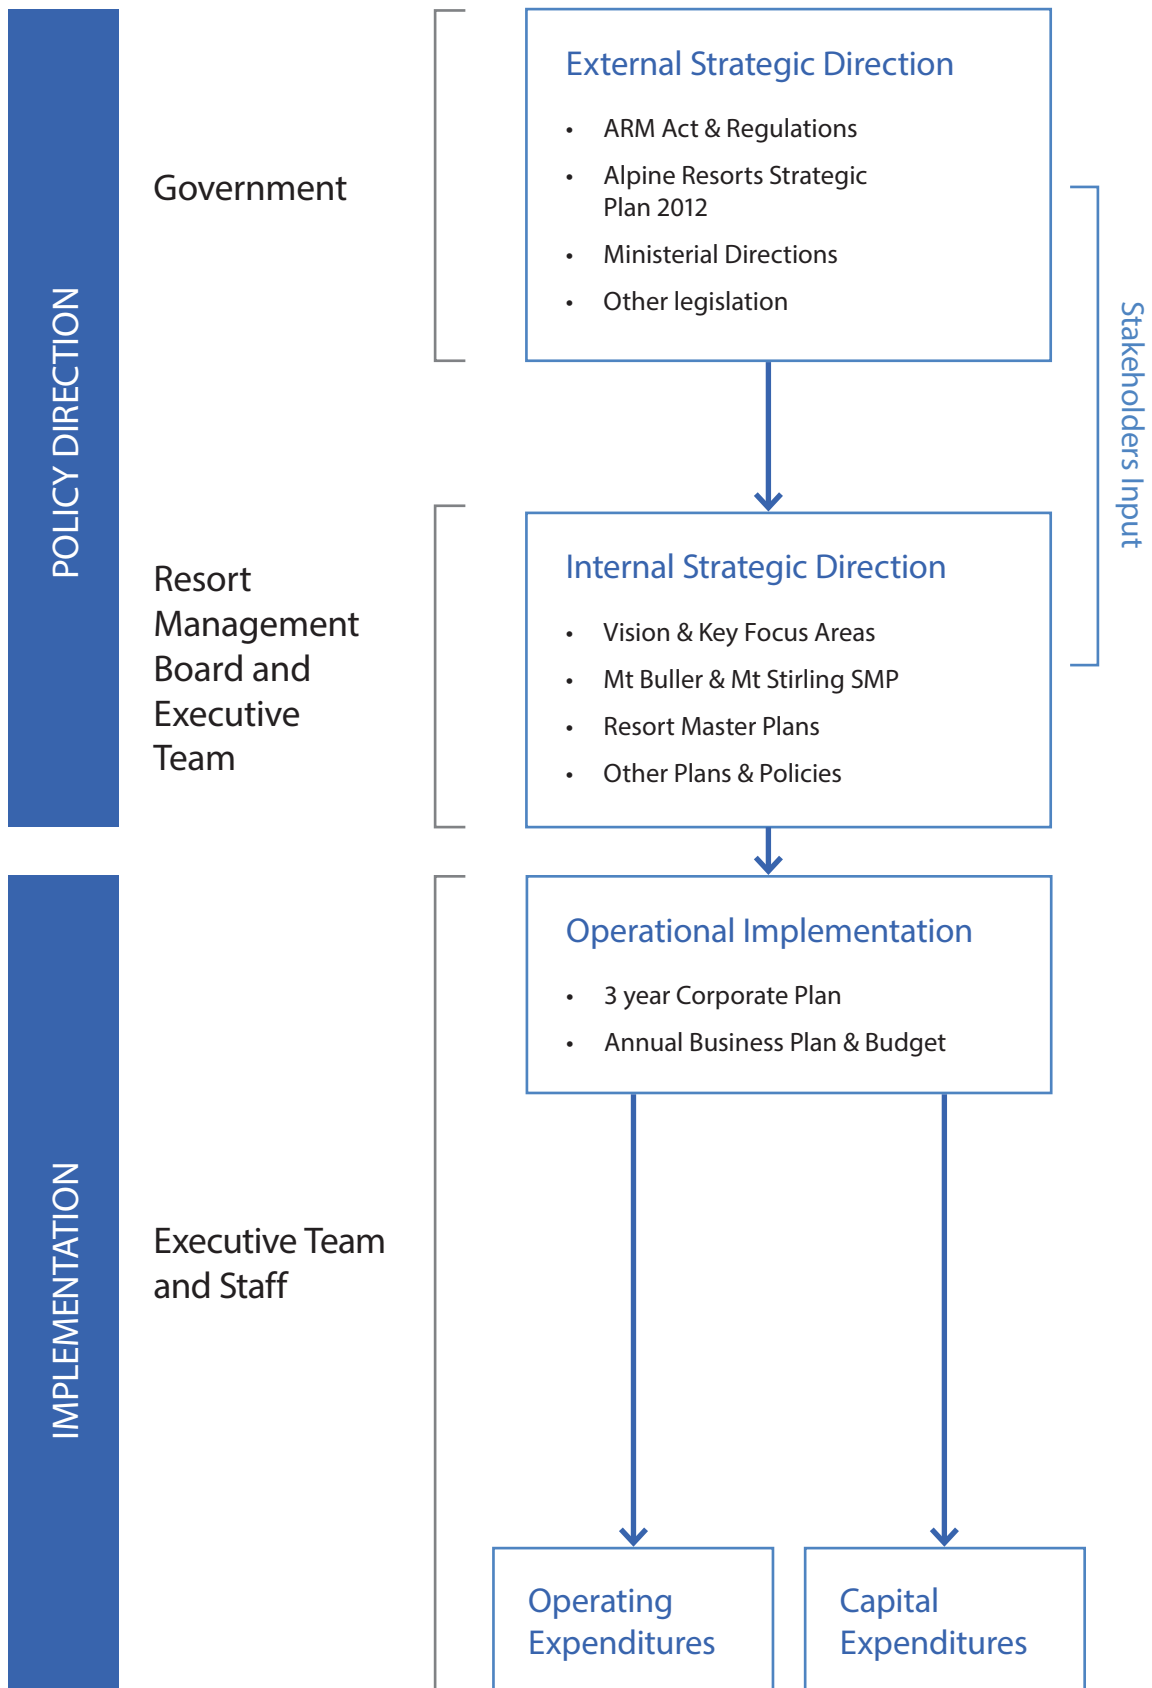 POLICY DIRECTION
Government
External Strategic Direction
• ARM Act & Regulations
• Alpine Resorts Strategic
Plan 2012
• Ministerial Directions
• Other legislation
Stakeholders Input
Resort
Management
Board and
Executive
Team
Internal Strategic Direction
• Vision & Key Focus Areas
• Mt Buller & Mt Stirling SMP
• Resort Master Plans
• Other Plans & Policies
IMPLEMENTATION
Executive Team
and Staff
Operational Implementation
• 3 year Corporate Plan
• Annual Business Plan & Budget
Operating
Expenditures
Capital
Expenditures